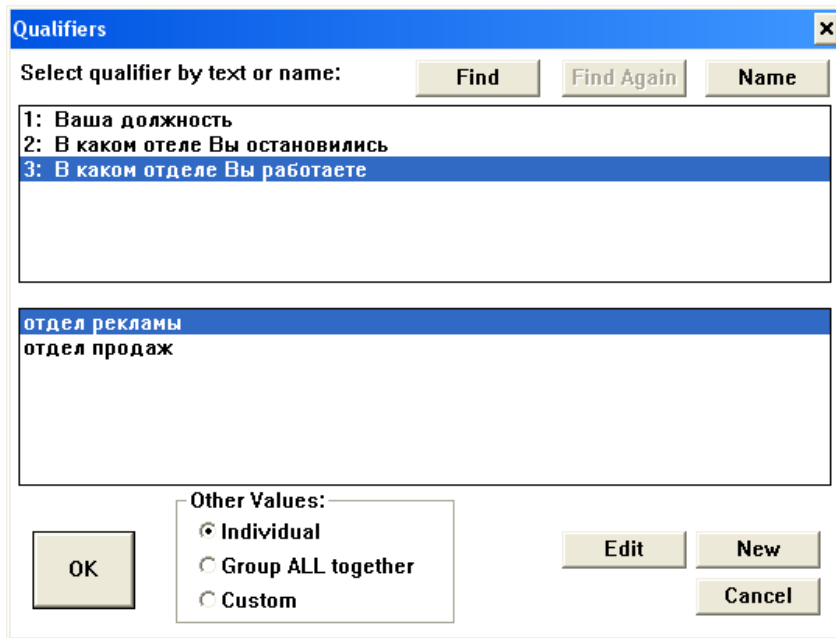 Qualifiers
Select qualifier by text or name: Find Find Again Name
1: Ваша должность
2: В каком отеле Вы остановились
3: В каком отделе Вы работаете
отдел рекламы
отдел продаж
Other Values:
Individual
Group ALL together
Custom
OK
Edit New
Cancel